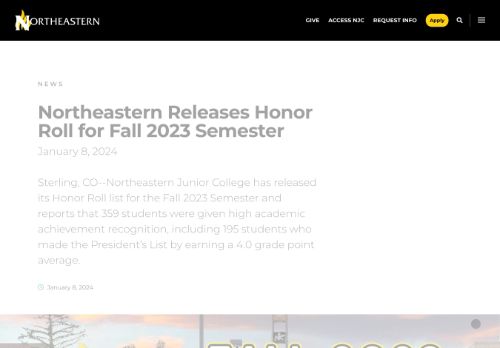 NORTHEASTERN
GIVE
ACCESS NJC
REQUEST INFO
Apply
NEWS
Northeastern Releases Honor
Roll for Fall 2023 Semester
January 8, 2024
Sterling, CO--Northeastern Junior College has released
its Honor Roll list for the Fall 2023 Semester and
reports that 359 students were given high academic
achievement recognition, including 195 students who
made the President's List by earning a 4.0 grade point
average.
January 8, 2024